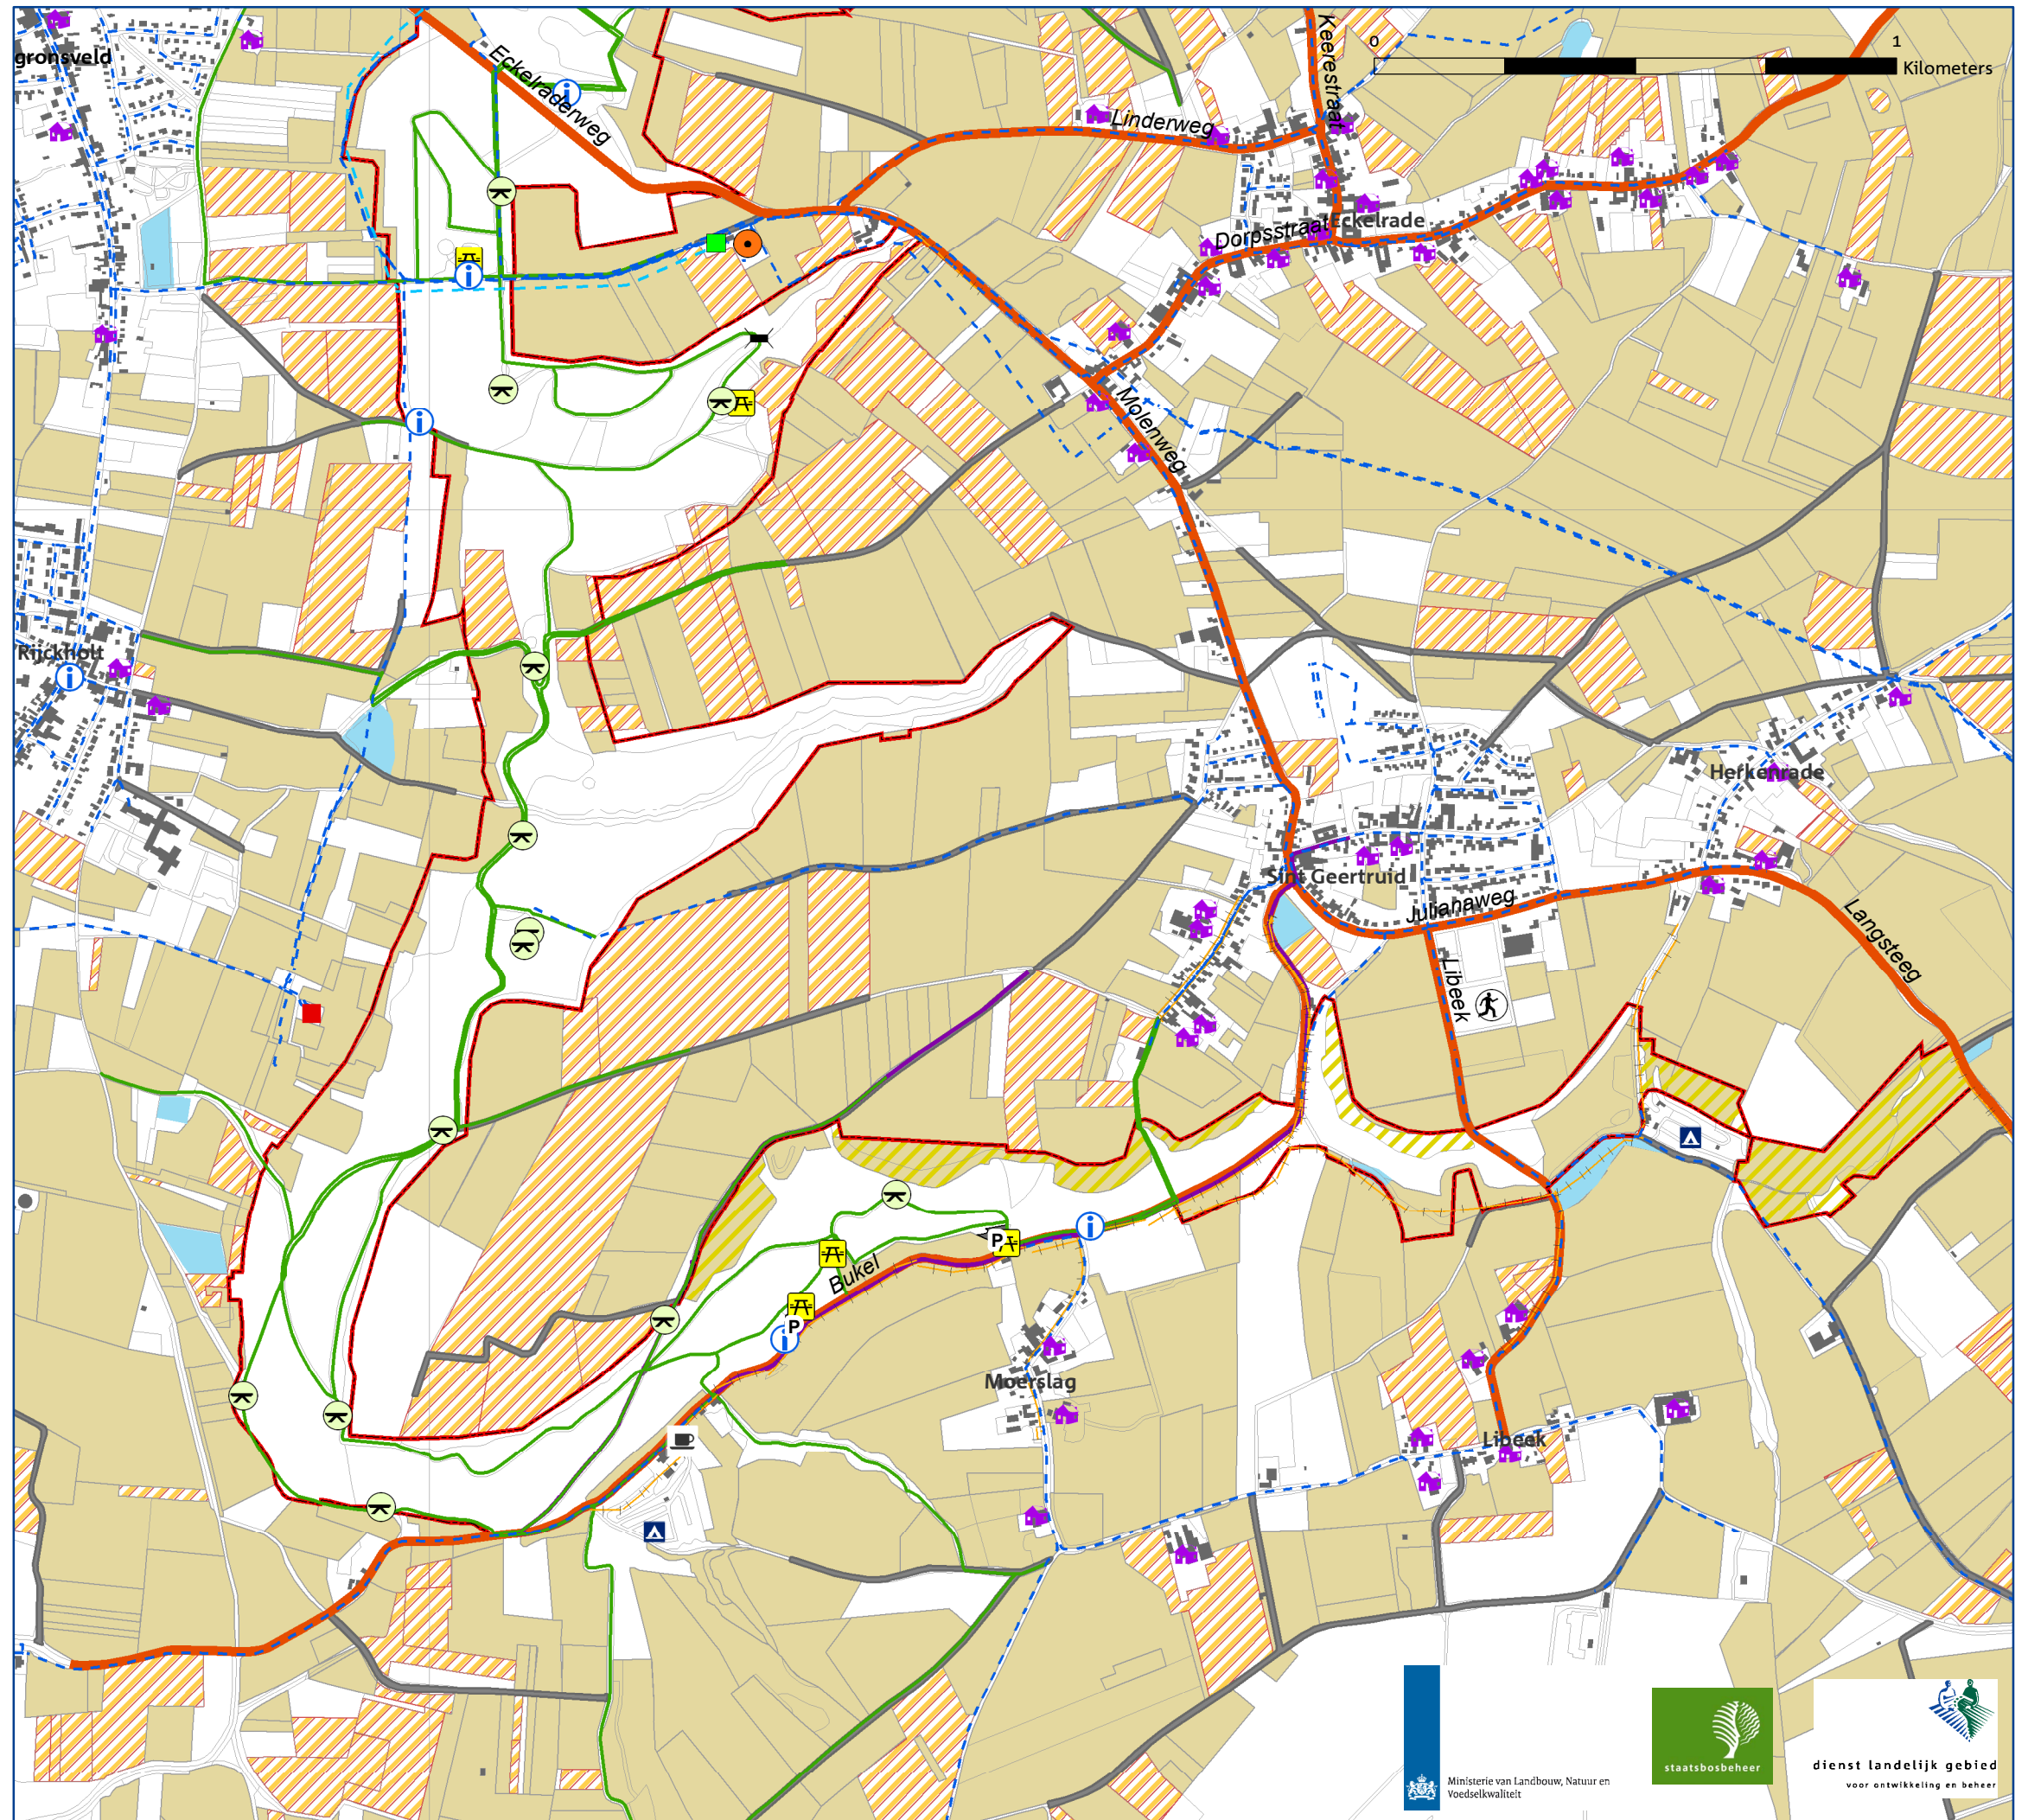 gronsveld
Eckelraderweg
Keerestraat
0
1
Kilometers
Linderweg
Dorpsstraat
Eckelrade
Molenweg
Rijckholt
Herkenrade
Sint Geertruid
Julianaweg
Langsteeg
Libeek
P
Bukel
P
Moerslag
Libeek
Ministerie van Landbouw, Natuur en
Voedselkwaliteit
staatsbosbeheer
dienst landelijk gebied
voor ontwikkeling en beheer